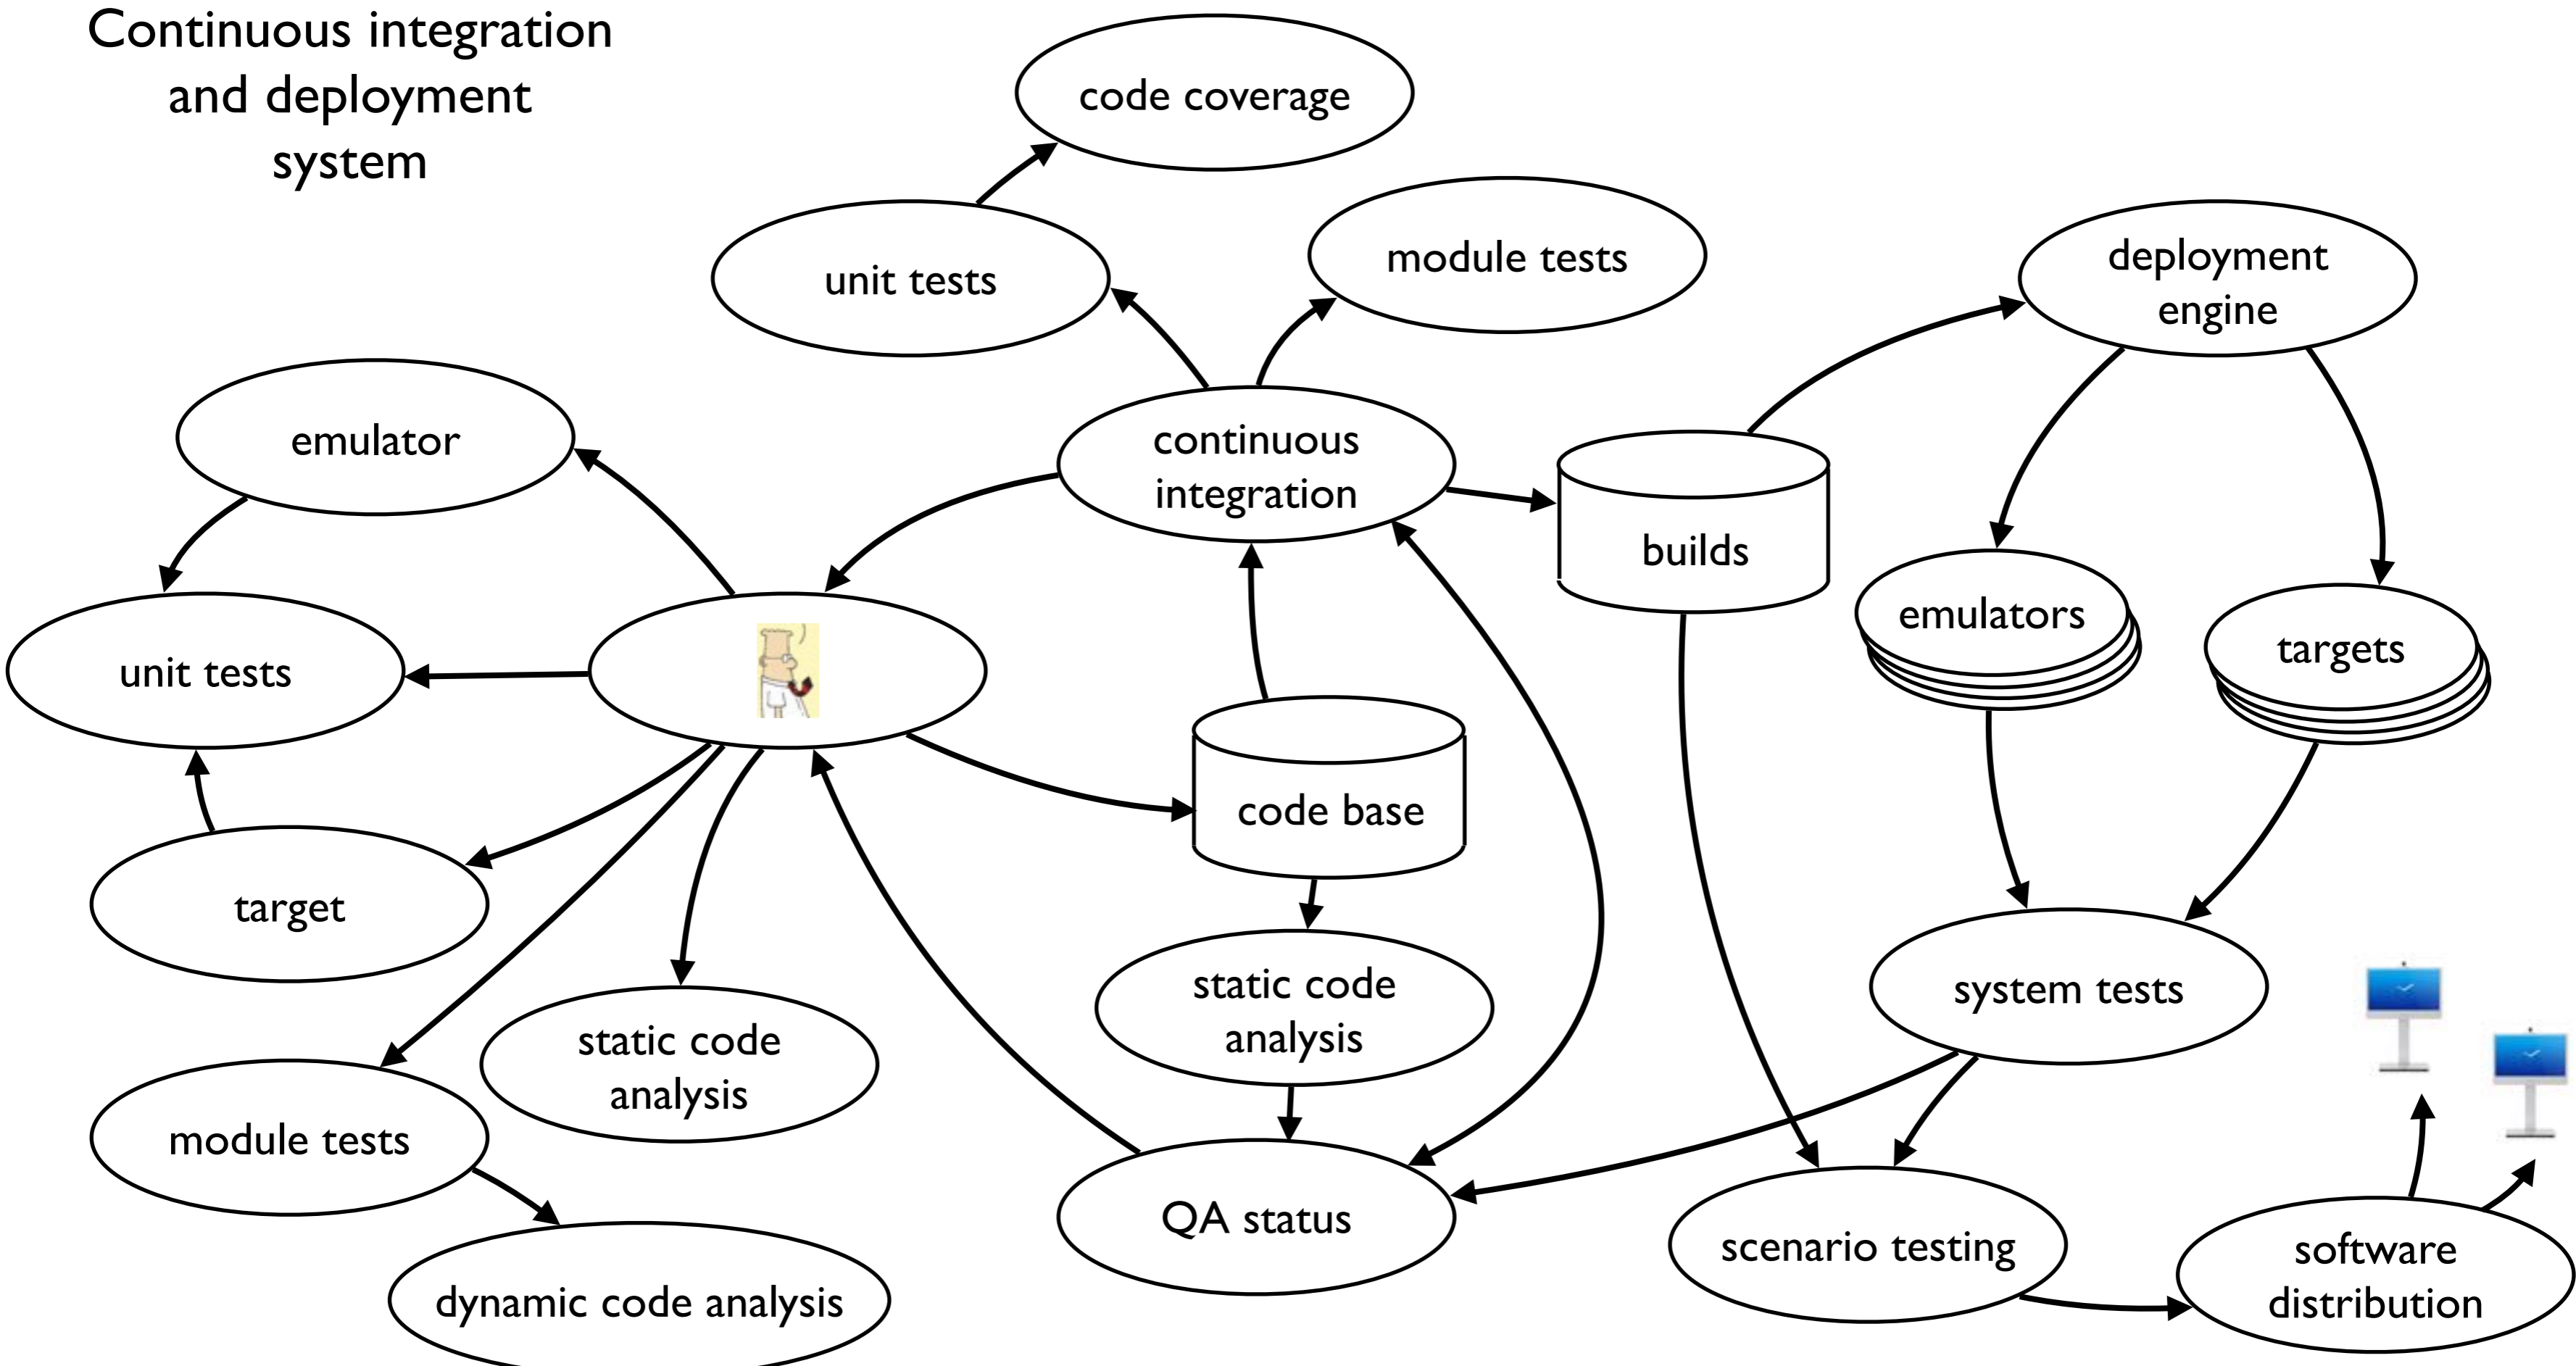 Continuous integration
and deployment
system
code coverage
unit tests
module tests
deployment
engine
emulator
continuous
integration
builds
emulators
targets
unit tests
code base
target
static code
analysis
system tests
static code
analysis
module tests
QA status
scenario testing
software
distribution
dynamic code analysis